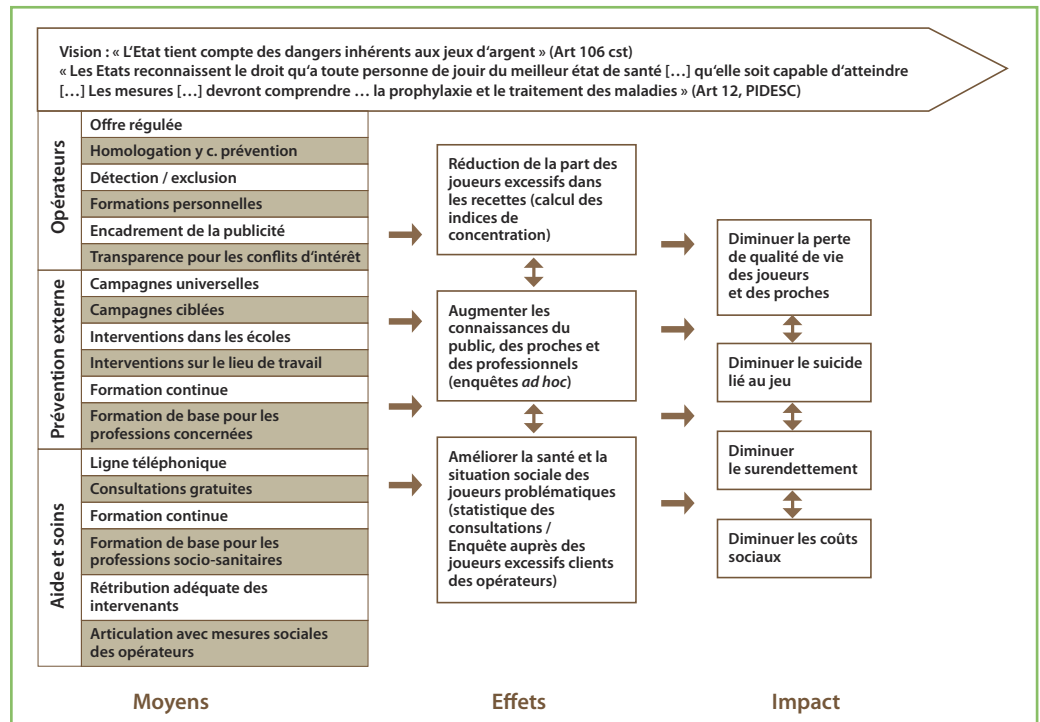 Vision : « L'Etat tient compte des dangers inhérents aux jeux d'argent » (Art 106 cst)
« Les Etats reconnaissent le droit qu'a toute personne de jouir du meilleur état de santé […] qu'elle soit capable d'atteindre
[…] Les mesures […] devront comprendre … la prophylaxie et le traitement des maladies » (Art 12, PIDESC)
Opérateurs
Offre régulée
Homologation y c. prévention
Détection / exclusion
Formations personnelles
Encadrement de la publicité
Transparence pour les conflits d'intérêt
Prévention externe
Campagnes universelles
Campagnes ciblées
Interventions dans les écoles
Interventions sur le lieu de travail
Formation continue
Formation de base pour les
professions concernées
Aide et soins
Ligne téléphonique
Consultations gratuites
Formation continue
Formation de base pour les
professions socio-sanitaires
Rétribution adéquate des
intervenants
Articulation avec mesures sociales
des opérateurs
Moyens
Réduction de la part des
joueurs excessifs dans
les recettes (calcul des
indices de
concentration)
Augmenter les
connaissances du
public, des proches et
des professionnels
(enquêtes ad hoc)
Améliorer la santé et la
situation sociale des
joueurs problématiques
(statistique des
consultations /
Enquête auprès des
joueurs excessifs clients
des opérateurs)
Effets
Diminuer la perte
de qualité de vie
des joueurs
et des proches
Diminuer le suicide
lié au jeu
Diminuer
le surendettement
Diminuer les coûts
sociaux
Impact